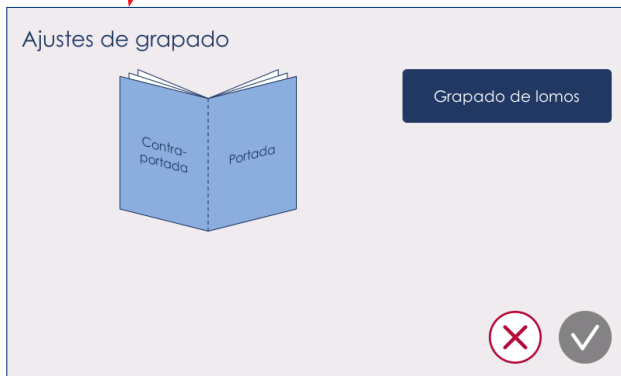 Ajustes de grapado
Grapado de lomos
Contra-
portada
Portada